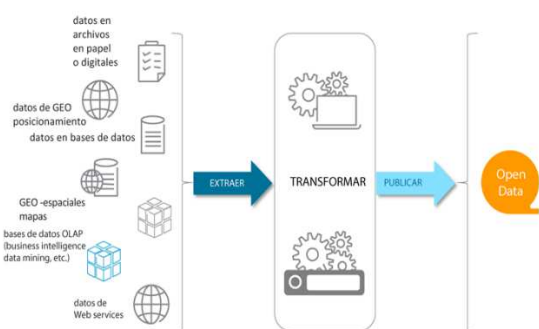 datos en
archivos
en papel
o digitales
datos de GEO
posicionamiento
datos en bases de datos
GEO -espaciales
mapas
bases de datos OLAP
(business intelligence
data mining, etc.)
datos de
Web services
EXTRAER
TRANSFORMAR
PUBLICAR
Open
Data